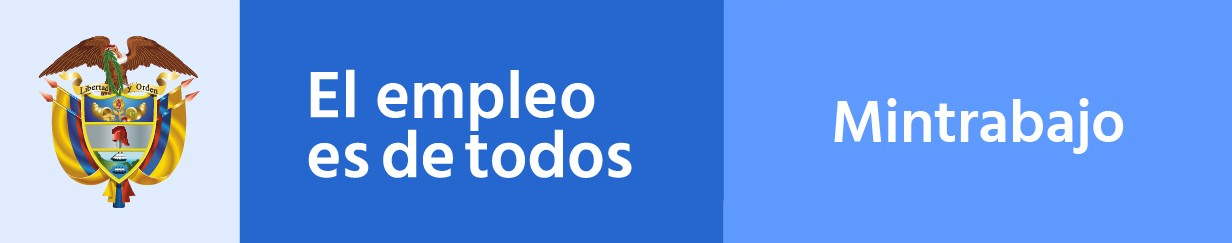 Libertad y Orden
El empleo
es de todos
Mintrabajo